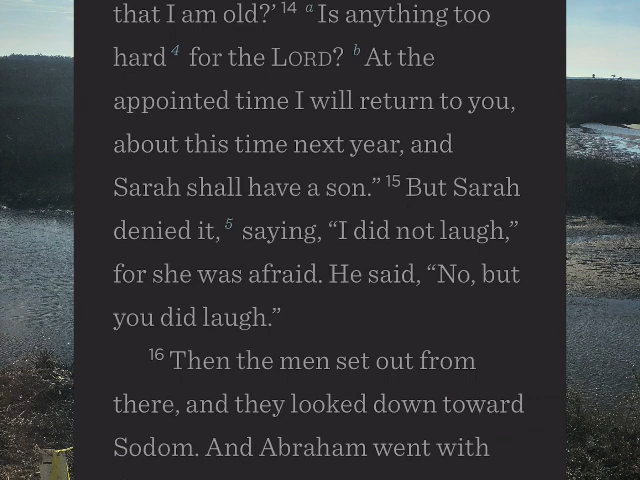 that I am old?’ 14 a Is anything too
hard 4 for the LORD? b At the
appointed time I will return to you,
about this time next year, and
Sarah shall have a son.” 15 But Sarah
denied it, 5 saying, “I did not laugh,”
for she was afraid. He said, “No, but
you did laugh.”
16 Then the men set out from
there, and they looked down toward
Sodom. And Abraham went with